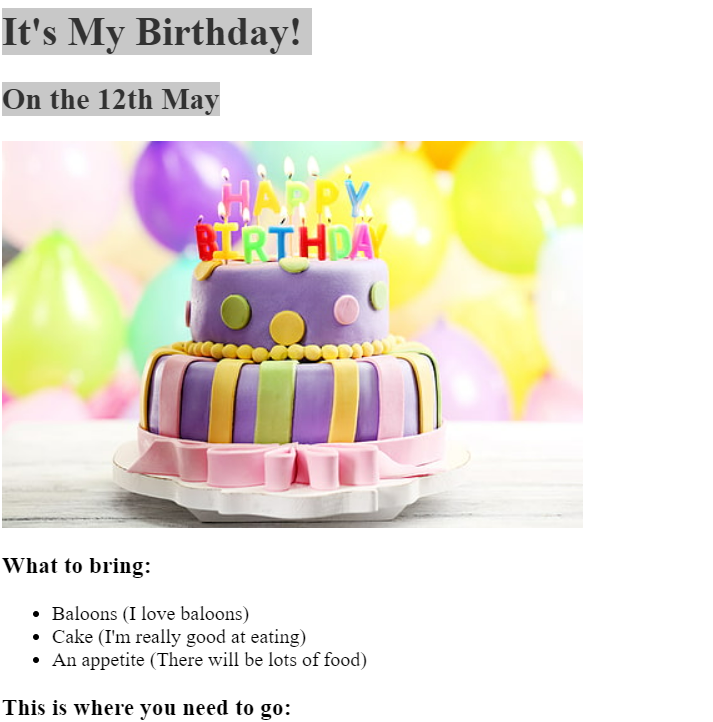 It's My Birthday!
On the 12th May
HAPPY
BIRTHDAY
What to bring:
Baloons (I love baloons)
Cake (I'm really good at eating)
An appetite (There will be lots of food)
This is where you need to go: